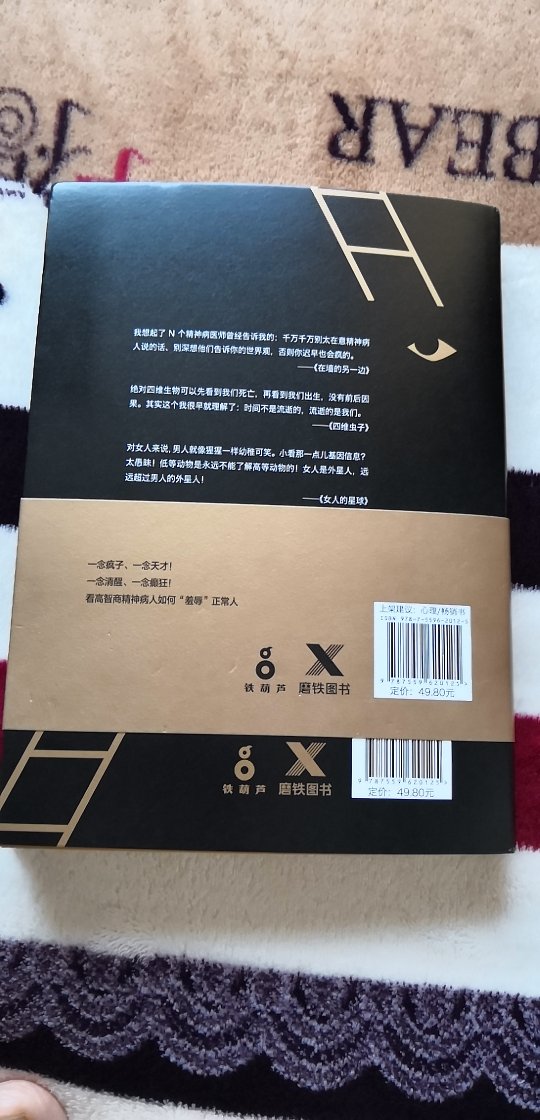 BEAR
我想起了 N 个精神病医师曾经告诉我的：千万千万别太在意精神病
人说的话、别深想他们告诉你的世界观，否则你迟早也会疯的。
——《在墙的另一边》
绝对四维生物可以先看到我们死亡，再看到我们出生，没有前后因
果。其实这个我很早就理解了：时间不是流逝的，流逝的是我们。
——《四维虫子》
对女人来说，男人就像猩猩一样幼稚可笑。小看那一点儿基因信息？
太愚昧！低等动物是永远不能了解高等动物的！女人是外星人，远
远超过男人的外星人！
——《女人的星球》
一念疯子、一念天才！
一念清醒、一念癫狂！
看高智商精神病人如何“羞辱”正常人
上架建议：心理/畅销书
ISBN 978-7-5596-2012-5
9 787559 620125 >
定价：49.80元
铁葫芦 磨铁图书
9 787559 620125 >
定价：49.80元
铁葫芦 磨铁图书